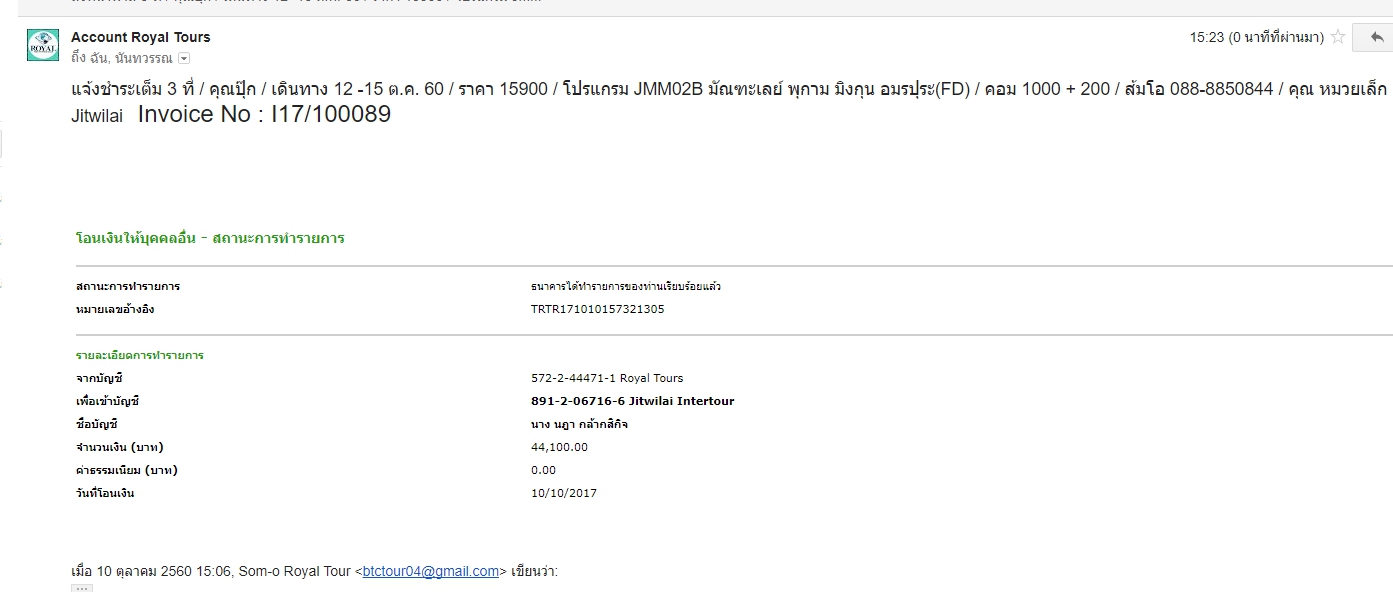 Account Royal Tours
15:23 (0 นาทีที่ผ่านมา)
ROYAL
ถึง ฉัน, นันทวรรณ
แจ้งชำระเต็ม 3 ที่ / คุณปุ๊ก / เดินทาง 12 -15 ต.ค. 60 / ราคา 15900 / โปรแกรม JMM02B มัณฑะเลย์ พุกาม มิงกุน อมรปุระ(FD) / คอม 1000 + 200 / ส้มโอ 088-8850844 / คุณ หมวยเล็ก
Jitwilai Invoice No : I17/100089
โอนเงินให้บุคคลอื่น - สถานะการทำรายการ
สถานะการทำรายการ ธนาคารได้ทำรายการของท่านเรียบร้อยแล้ว
หมายเลขอ้างอิง TRTR171010157321305
รายละเอียดการทำรายการ
จากบัญชี 572-2-44471-1 Royal Tours
เพื่อเข้าบัญชี 891-2-06716-6 Jitwilai Intertour
ชื่อบัญชี นาง นฎา กล้ากสิกิจ
จำนวนเงิน (บาท) 44,100.00
ค่าธรรมเนียม (บาท) 0.00
วันที่โอนเงิน 10/10/2017
เมื่อ 10 ตุลาคม 2560 15:06, Som-o Royal Tour <btctour04@gmail.com> เขียนว่า: